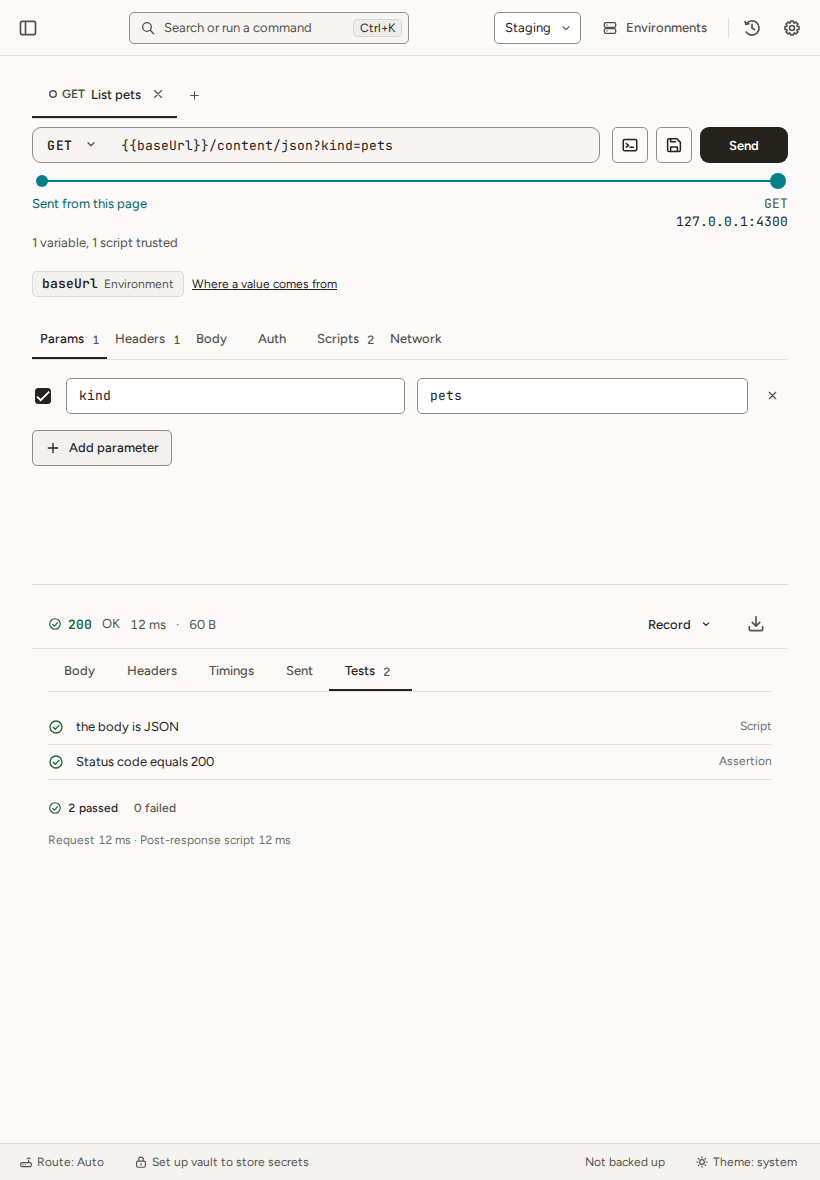 Search or run a command Ctrl+K Staging Environments
GET List pets
GET {{baseUrl}}/content/json?kind=pets Send
Sent from this page GET
127.0.0.1:4300
1 variable, 1 script trusted
baseUrl Environment Where a value comes from
Params 1 Headers 1 Body Auth Scripts 2 Network
kind pets
Add parameter
200 OK 12 ms · 60 B Record
Body Headers Timings Sent Tests 2
the body is JSON Script
Status code equals 200 Assertion
2 passed 0 failed
Request 12 ms · Post-response script 12 ms
Route: Auto Set up vault to store secrets Not backed up Theme: system